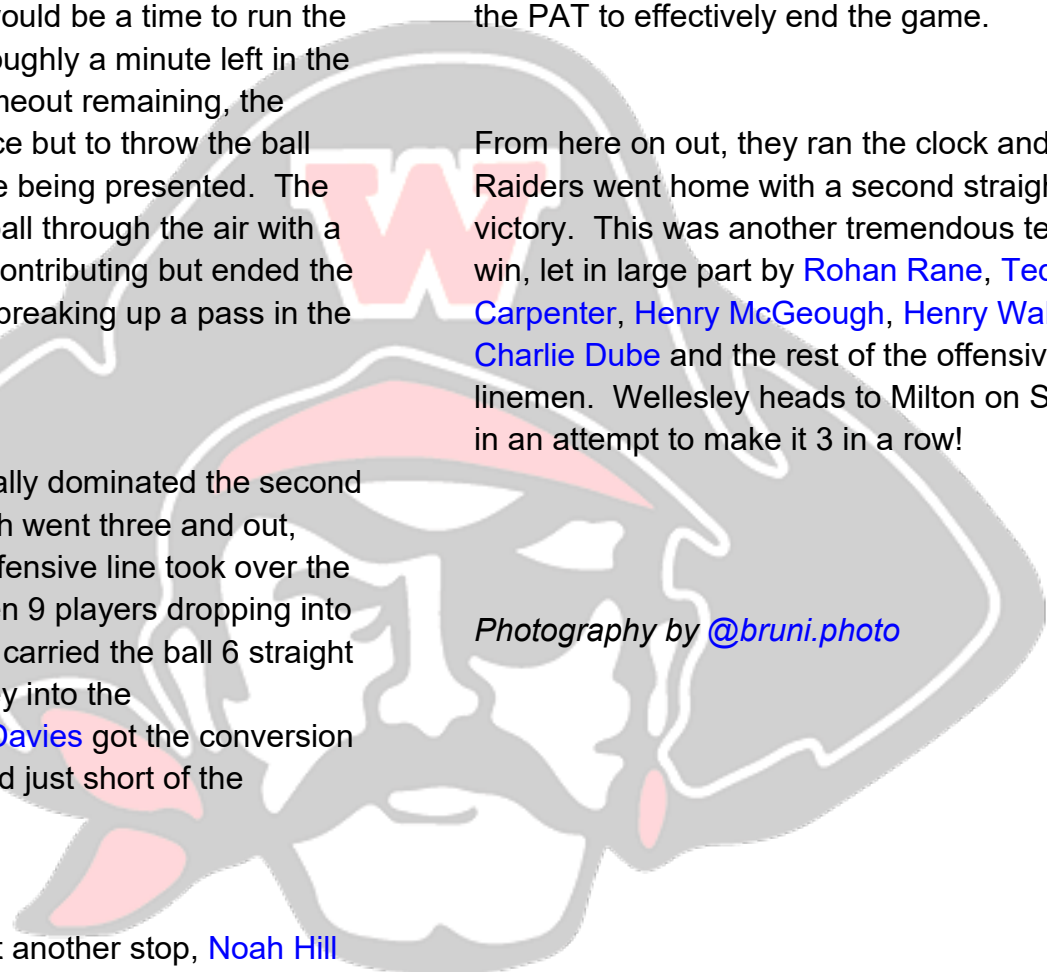 ould be a time to run the
oughly a minute left in the
meout remaining, the
ce but to throw the ball
e being presented.  The
all through the air with a
ontributing but ended the
breaking up a pass in the
ally dominated the second
h went three and out,
fensive line took over the
en 9 players dropping into
carried the ball 6 straight
y into the
Davies got the conversion
d just short of the
t another stop, Noah Hill
the PAT to effectively end the game.
From here on out, they ran the clock and
Raiders went home with a second straigh
victory.  This was another tremendous te
win, let in large part by Rohan Rane, Ted
Carpenter, Henry McGeough, Henry Wal
Charlie Dube and the rest of the offensiv
linemen.  Wellesley heads to Milton on S
in an attempt to make it 3 in a row!
Photography by @bruni.photo
W